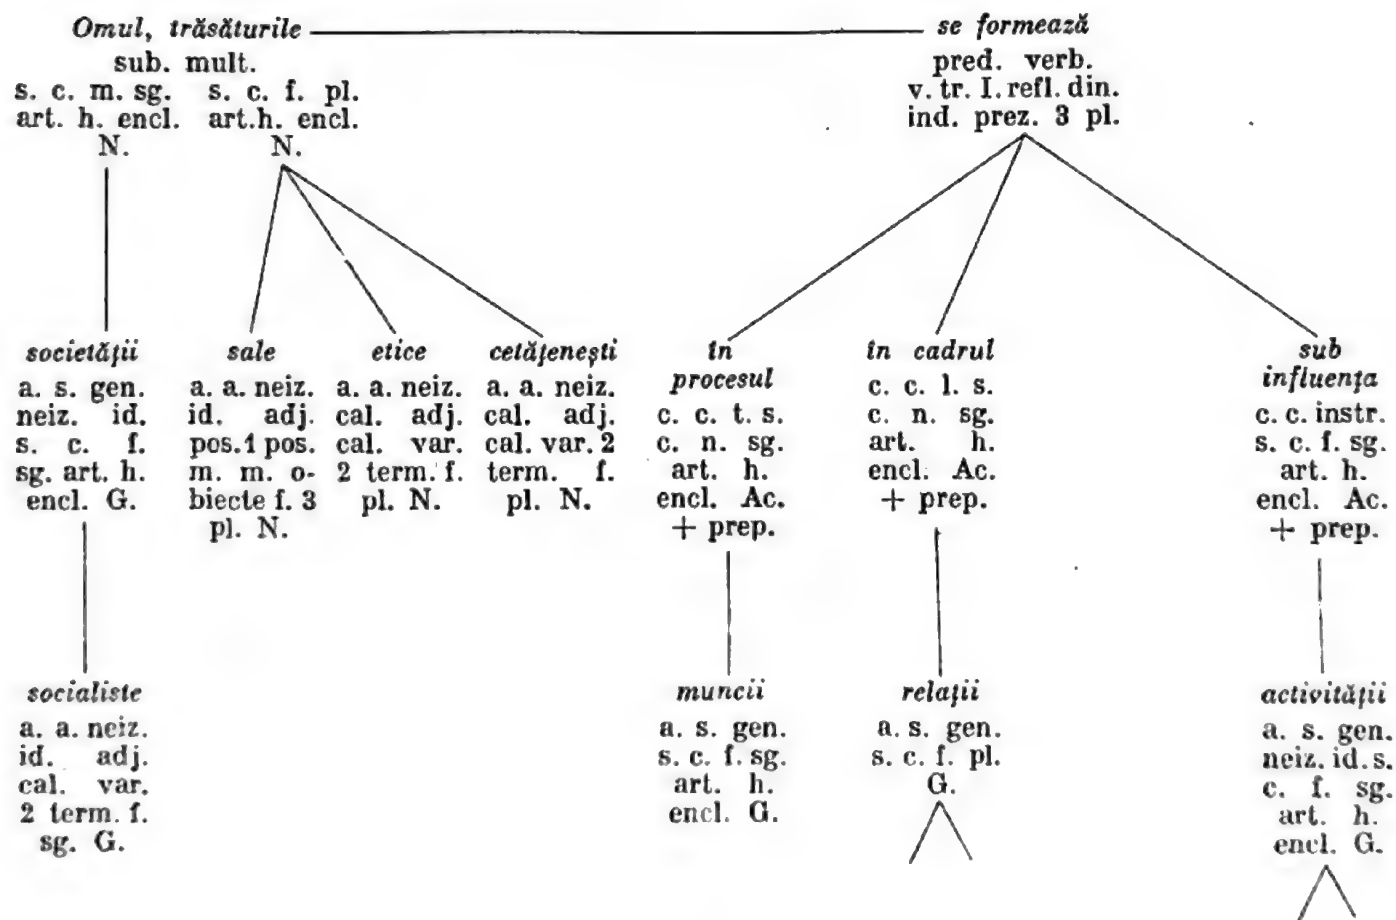 Omul, trăsăturile se formează
sub. mult.
s. c. m. sg. s. c. f. pl.
art. h. encl. art.h. encl.
N. N.
pred. verb.
v. tr. I. refl. din.
ind. prez. 3 pl.
societății
a. s. gen.
neiz. id.
s. c. f.
sg. art. h.
encl. G.
sale
a. a. neiz.
id. adj.
pos.1 pos.
m. m. o-
biecte f. 3
pl. N.
etice
a. a. neiz.
cal. adj.
cal. var.
2 term. f.
pl. N.
cetățenești
a. a. neiz.
cal. adj.
cal. var. 2
term. f.
pl. N.
în
procesul
c. c. t. s.
c. n. sg.
art. h.
encl. Ac.
+ prep.
în cadrul
c. c. l. s.
c. n. sg.
art. h.
encl. Ac.
+ prep.
sub
influența
c. c. instr.
s. c. f. sg.
art. h.
encl. Ac.
+ prep.
socialiste
a. a. neiz.
id. adj.
cal. var.
2 term. f.
sg. G.
muncii
a. s. gen.
s. c. f. sg.
art. h.
encl. G.
relații
a. s. gen.
s. c. f. pl.
G.
activității
a. s. gen.
neiz. id. s.
c. f. sg.
art. h.
encl. G.